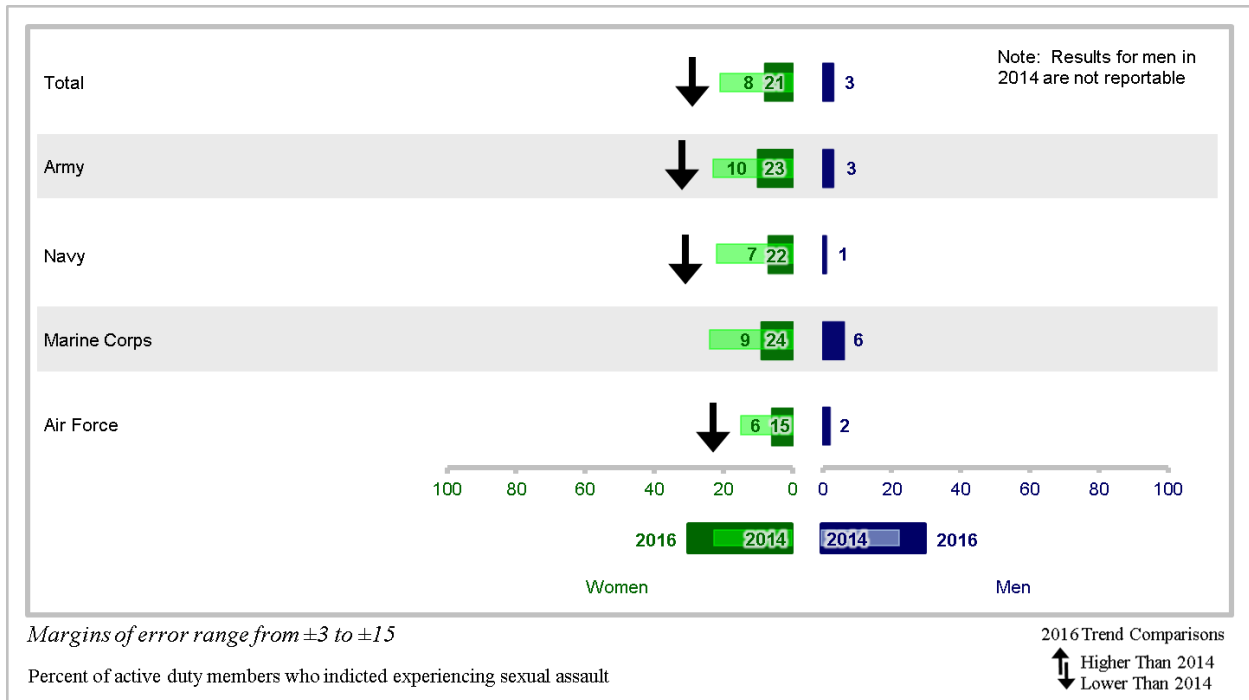 Note: Results for men in
2014 are not reportable
Total 8 21 3
Army 10 23 3
Navy 7 22 1
Marine Corps 9 24 6
Air Force 6 15 2
100 80 60 40 20 0 0 20 40 60 80 100
2016 2014 2014 2016
Women Men
Margins of error range from ±3 to ±15
Percent of active duty members who indicted experiencing sexual assault
2016 Trend Comparisons
Higher Than 2014
Lower Than 2014